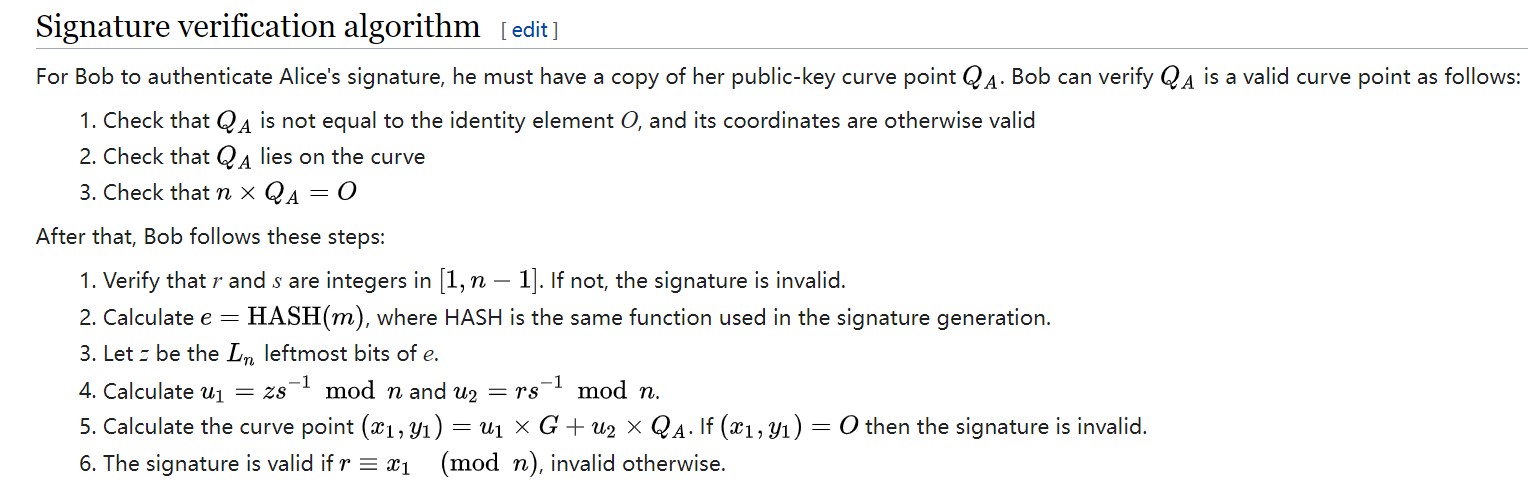 Signature verification algorithm [ edit ]
For Bob to authenticate Alice's signature, he must have a copy of her public-key curve point Q_A. Bob can verify Q_A is a valid curve point as follows:
1. Check that Q_A is not equal to the identity element O, and its coordinates are otherwise valid
2. Check that Q_A lies on the curve
3. Check that n × Q_A = O
After that, Bob follows these steps:
1. Verify that r and s are integers in [1, n − 1]. If not, the signature is invalid.
2. Calculate e = HASH(m), where HASH is the same function used in the signature generation.
3. Let z be the L_n leftmost bits of e.
4. Calculate u_1 = zs^{−1} mod n and u_2 = rs^{−1} mod n.
5. Calculate the curve point (x_1, y_1) = u_1 × G + u_2 × Q_A. If (x_1, y_1) = O then the signature is invalid.
6. The signature is valid if r ≡ x_1 (mod n), invalid otherwise.